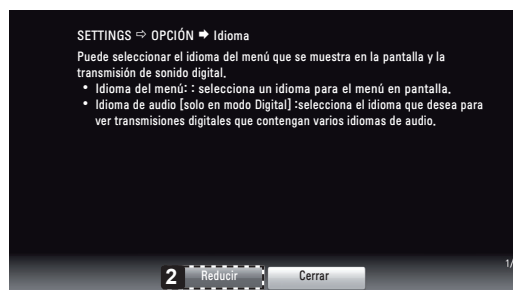 SETTINGS ⇨ OPCIÓN ➡ Idioma
Puede seleccionar el idioma del menú que se muestra en la pantalla y la
transmisión de sonido digital.
• Idioma del menú: : selecciona un idioma para el menú en pantalla.
• Idioma de audio [solo en modo Digital] :selecciona el idioma que desea para
ver transmisiones digitales que contengan varios idiomas de audio.
2 Reducir Cerrar
1/